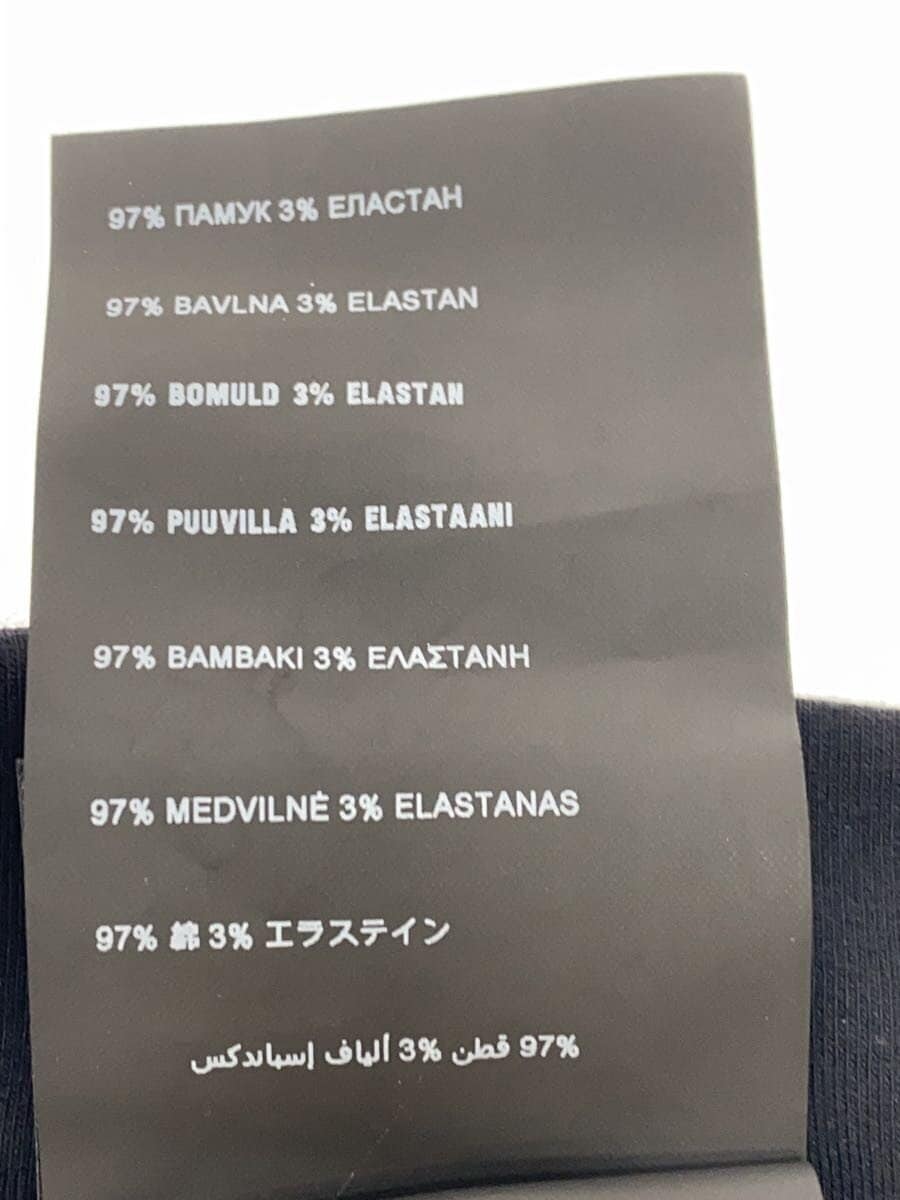 97% ПАМУК 3% ЕЛАСТАН
97% BAVLNA 3% ELASTAN
97% BOMULD 3% ELASTAN
97% PUUVILLA 3% ELASTAANI
97% ΒΑΜΒΑΚΙ 3% ΕΛΑΣΤΑΝΗ
97% MEDVILNĖ 3% ELASTANAS
97% 綿 3% エラステイン
97% قطن 3% ألياف إسباندكس